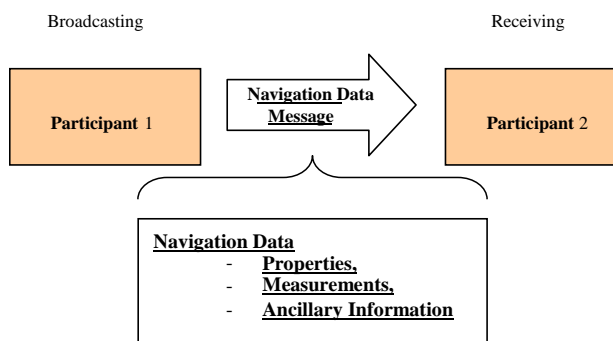 Broadcasting
Receiving
Participant 1
Navigation Data
Message
Participant 2
Navigation Data
- Properties,
- Measurements,
- Ancillary Information